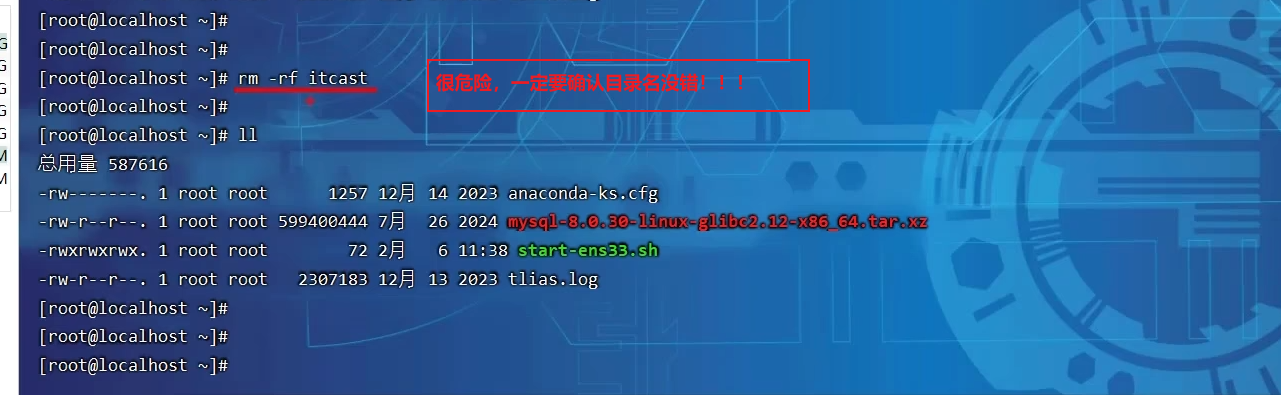 [root@localhost ~]#
[root@localhost ~]#
[root@localhost ~]# rm -rf itcast
很危险，一定要确认目录名没错！！！
[root@localhost ~]#
[root@localhost ~]# ll
总用量 587616
-rw-------. 1 root root      1257 12月 14 2023 anaconda-ks.cfg
-rw-r--r--. 1 root root 599400444 7月  26 2024 mysql-8.0.30-linux-glibc2.12-x86_64.tar.xz
-rwxrwxrwx. 1 root root        72 2月   6 11:38 start-ens33.sh
-rw-r--r--. 1 root root   2307183 12月 13 2023 tlias.log
[root@localhost ~]#
[root@localhost ~]#
[root@localhost ~]#
G
G
G
G
G
M
M